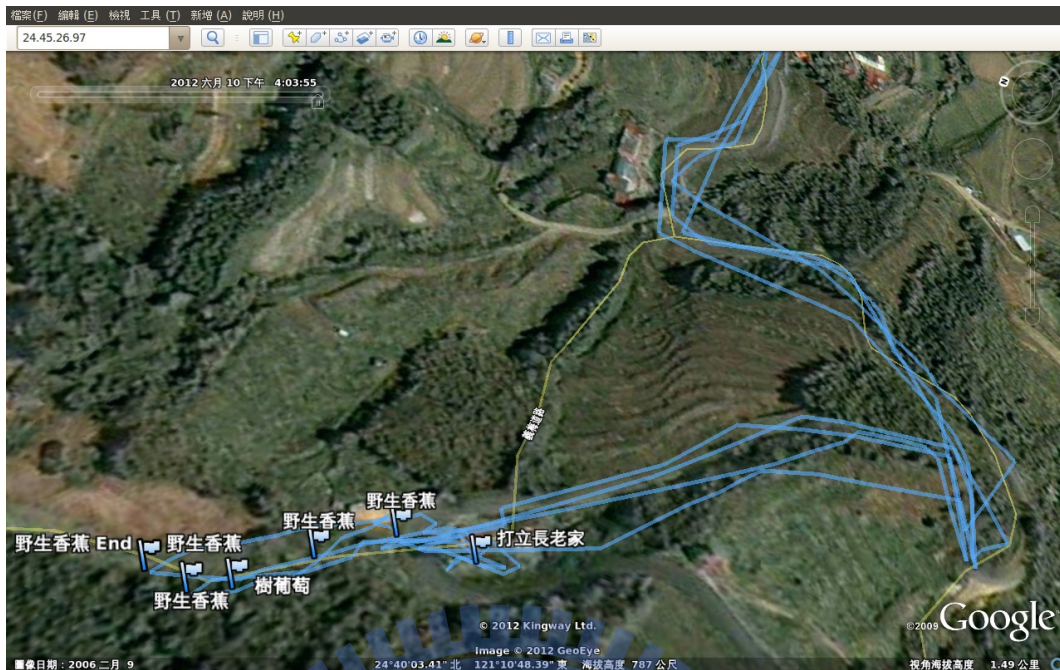 檔案(F) 編輯 (E) 檢視 工具 (T) 新增 (A) 說明 (H)
24.45.26.97
2012 六月 10 下午 4:03:55
N
義海道路
野生香蕉
野生香蕉
打立長老家
野生香蕉 End
野生香蕉
樹葡萄
野生香蕉
© 2012 Kingway Ltd.
©2009 Google
Image © 2012 GeoEye
圖像日期：2006 二月 9
24°40'03.41" 北 121°10'48.39" 東 海拔高度 787 公尺
視角海拔高度 1.49 公里